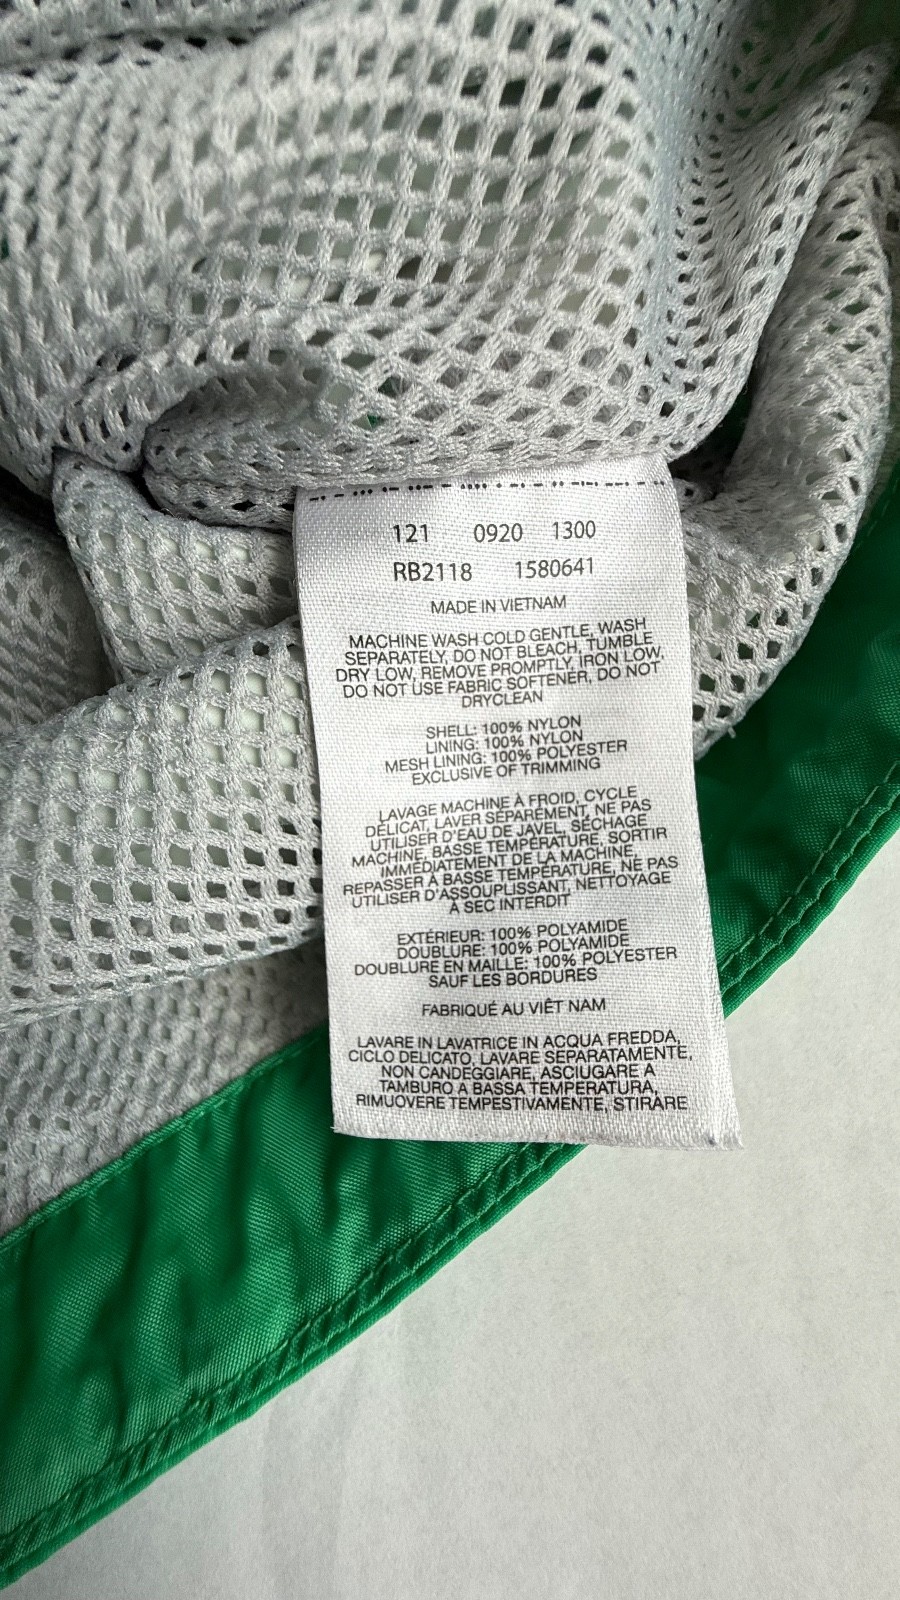 121 0920 1300
RB2118 1580641
MADE IN VIETNAM
MACHINE WASH COLD GENTLE, WASH
SEPARATELY, DO NOT BLEACH, TUMBLE
DRY LOW, REMOVE PROMPTLY, IRON LOW,
DO NOT USE FABRIC SOFTENER, DO NOT
DRYCLEAN
SHELL: 100% NYLON
LINING: 100% NYLON
MESH LINING: 100% POLYESTER
EXCLUSIVE OF TRIMMING
LAVAGE MACHINE À FROID, CYCLE
DÉLICAT, LAVER SÉPARÉMENT, NE PAS
UTILISER D'EAU DE JAVEL, SÉCHAGE
MACHINE, BASSE TEMPÉRATURE, SORTIR
IMMÉDIATEMENT DE LA MACHINE,
REPASSER À BASSE TEMPÉRATURE, NE PAS
UTILISER D'ASSOUPLISSANT, NETTOYAGE
À SEC INTERDIT
EXTÉRIEUR: 100% POLYAMIDE
DOUBLURE: 100% POLYAMIDE
DOUBLURE EN MAILLE: 100% POLYESTER
SAUF LES BORDURES
FABRIQUÉ AU VIÊT NAM
LAVARE IN LAVATRICE IN ACQUA FREDDA,
CICLO DELICATO, LAVARE SEPARATAMENTE,
NON CANDEGGIARE, ASCIUGARE A
TAMBURO A BASSA TEMPERATURA,
RIMUOVERE TEMPESTIVAMENTE, STIRARE